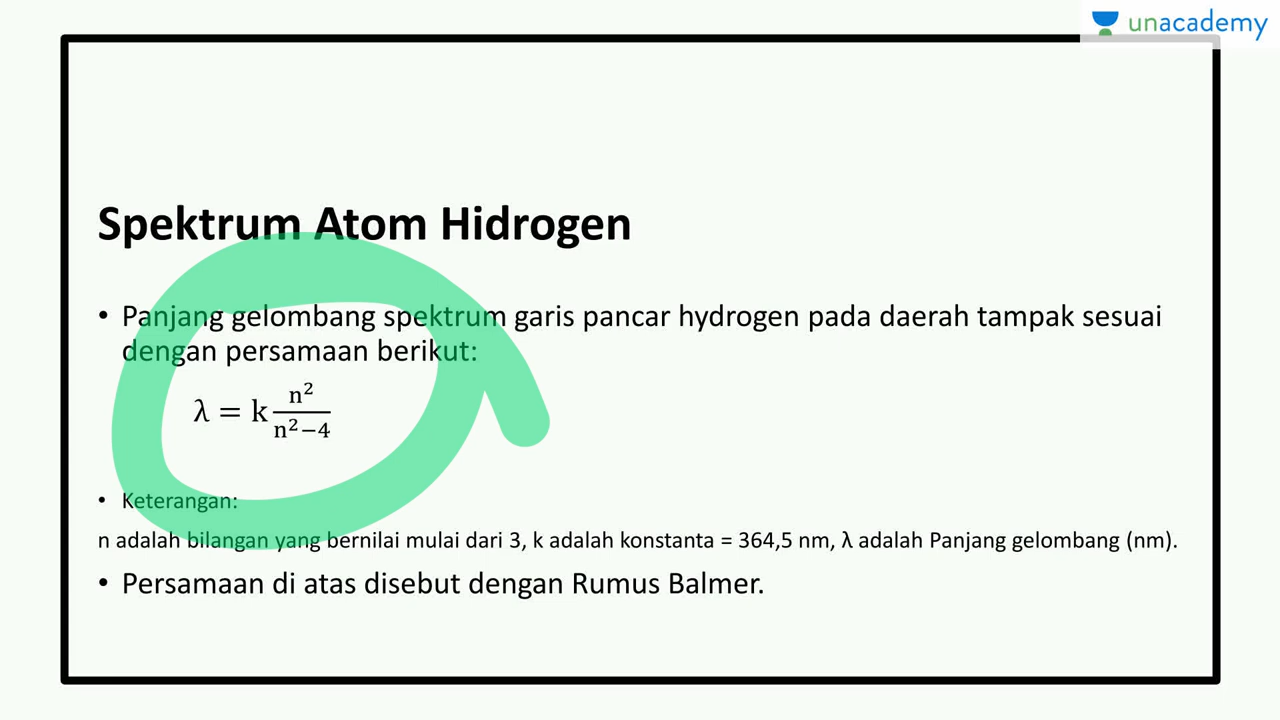 unacademy
Spektrum Atom Hidrogen
• Panjang gelombang spektrum garis pancar hydrogen pada daerah tampak sesuai
dengan persamaan berikut:
λ = k n²/n²−4
• Keterangan:
n adalah bilangan yang bernilai mulai dari 3, k adalah konstanta = 364,5 nm, λ adalah Panjang gelombang (nm).
• Persamaan di atas disebut dengan Rumus Balmer.